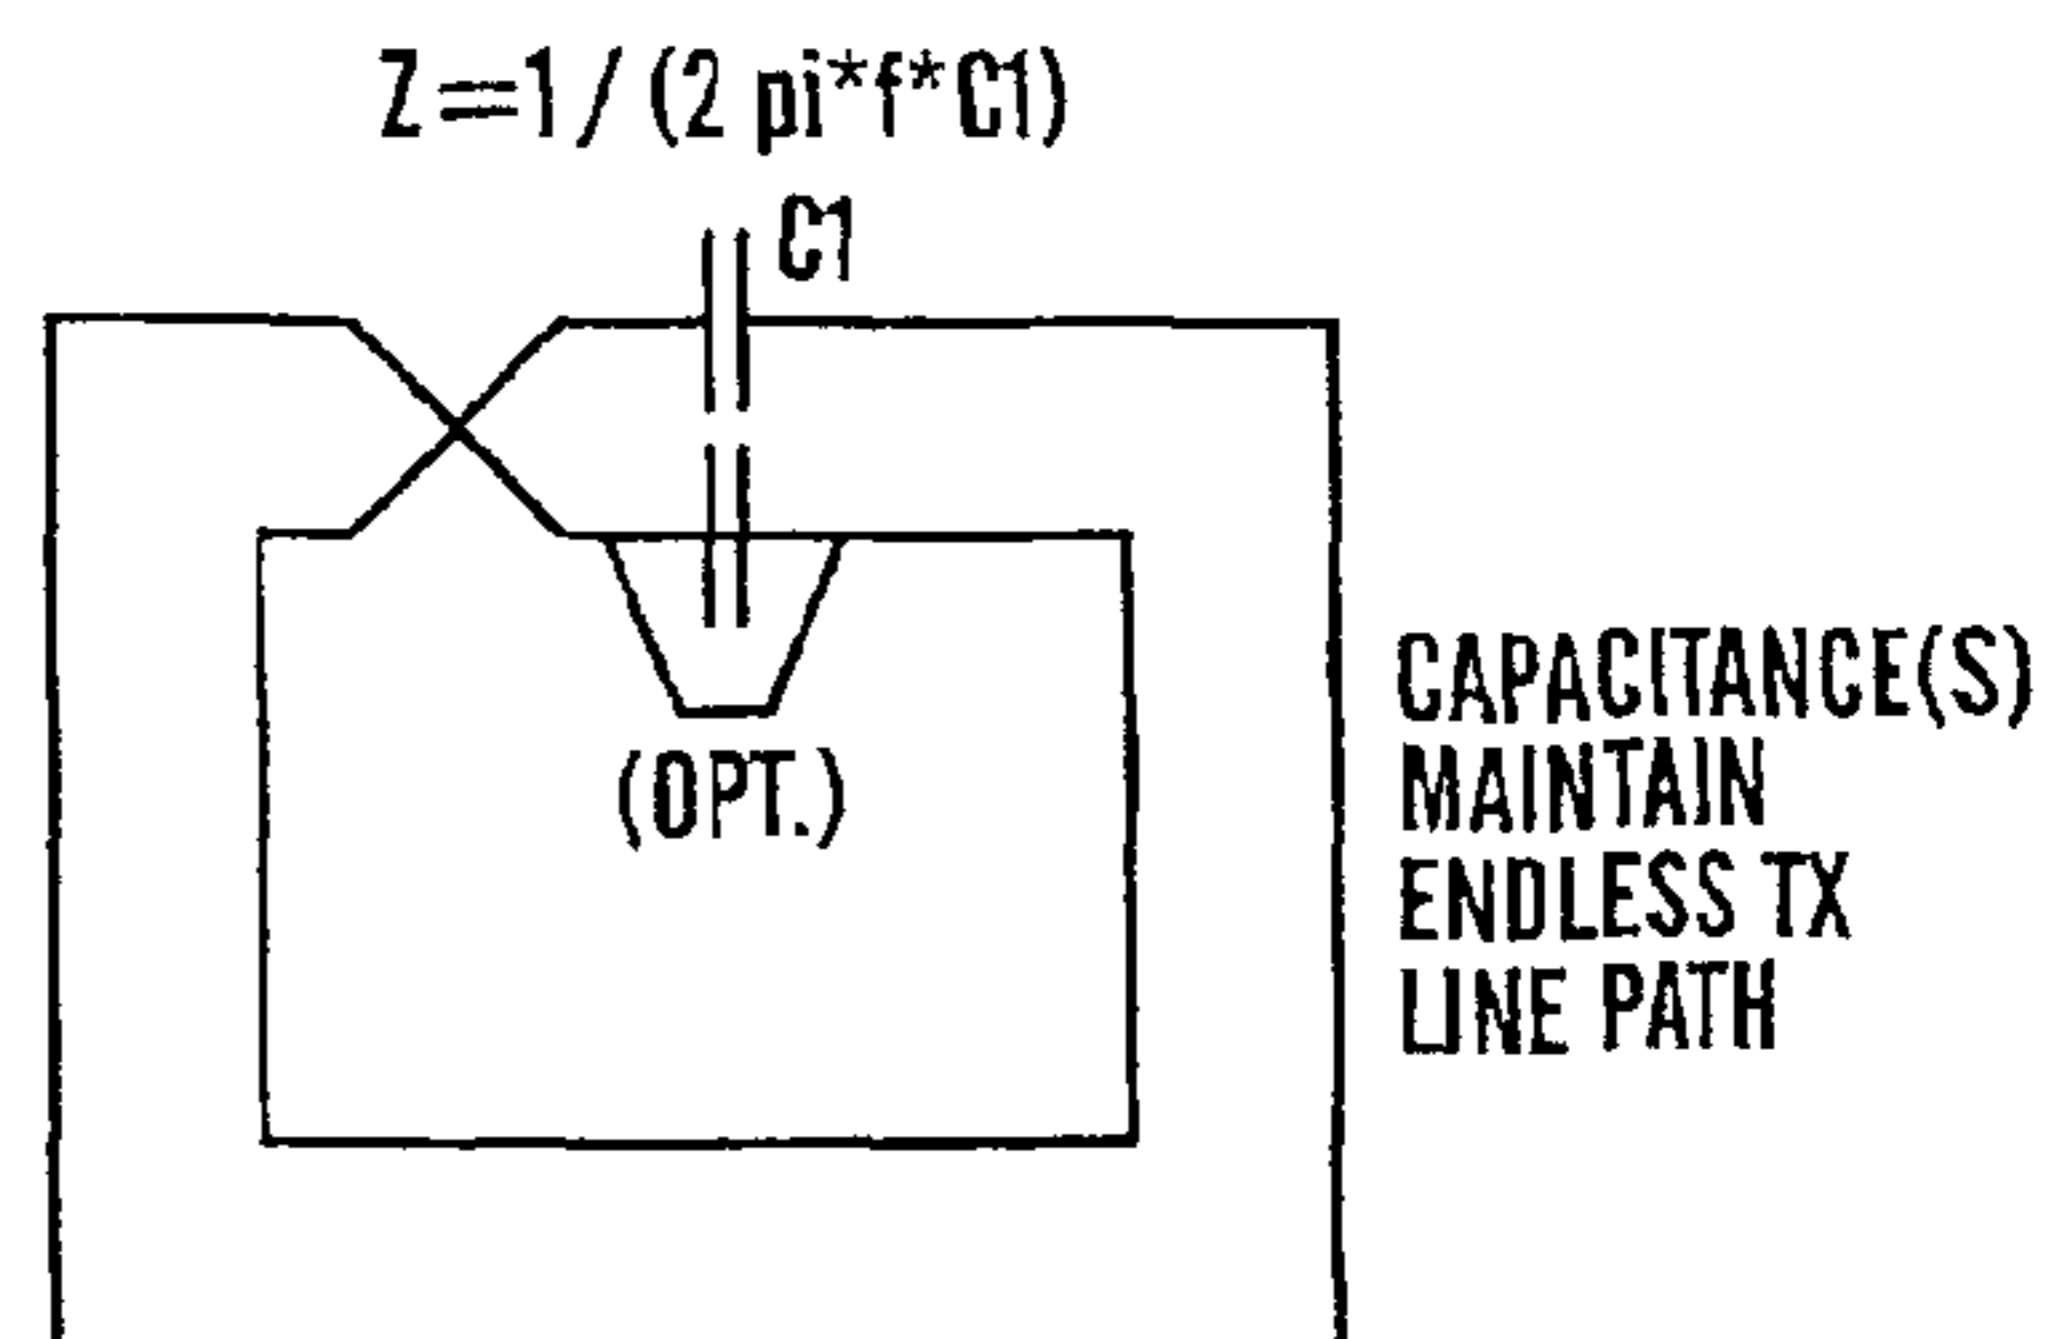 Z=1/(2 pi*f*C1)
C1
(OPT.)
CAPACITANCE(S)
MAINTAIN
ENDLESS TX
LINE PATH